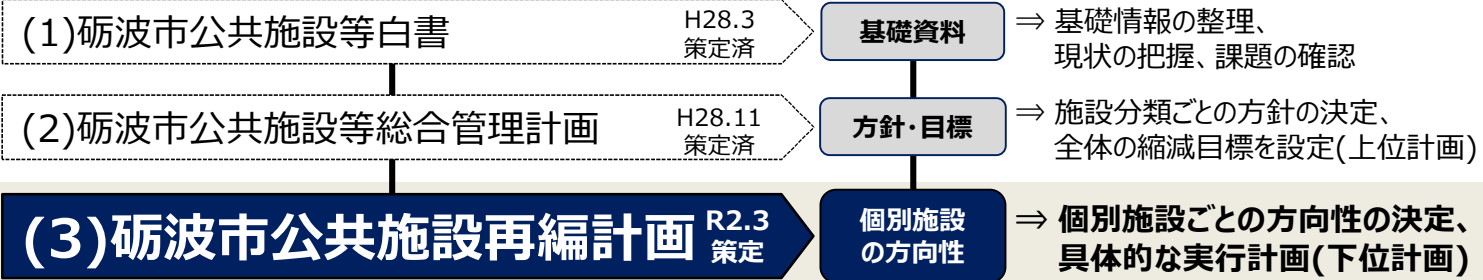 (1)砺波市公共施設等白書 H28.3 策定済 基礎資料 ⇒ 基礎情報の整理、
現状の把握、課題の確認
(2)砺波市公共施設等総合管理計画 H28.11 策定済 方針・目標 ⇒ 施設分類ごとの方針の決定、
全体の縮減目標を設定(上位計画)
(3)砺波市公共施設再編計画 R2.3 策定 個別施設 の方向性 ⇒ 個別施設ごとの方向性の決定、
具体的な実行計画(下位計画)